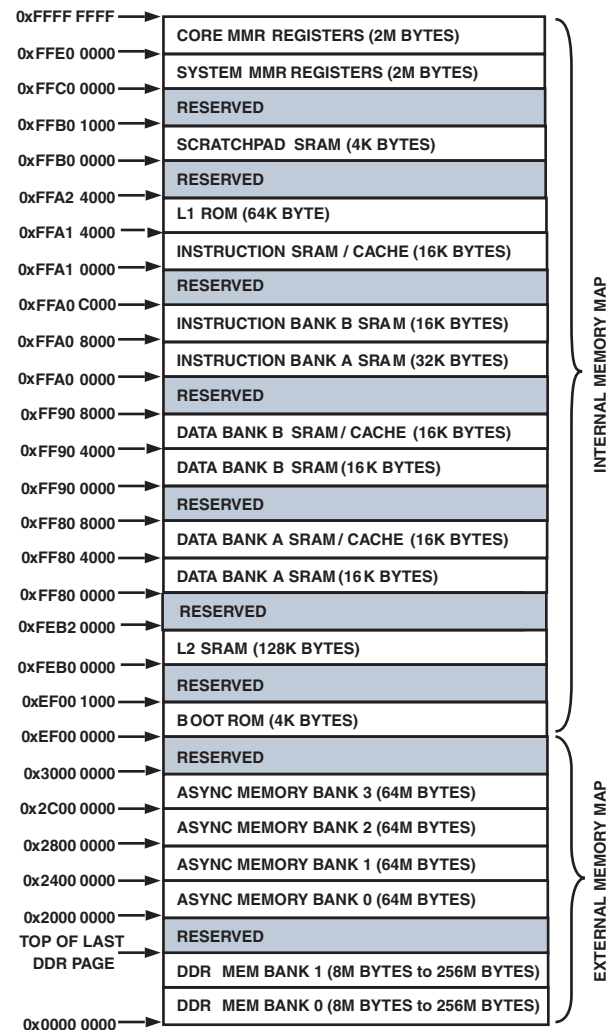 0xFFFF FFFF
CORE MMR REGISTERS (2M BYTES)
0xFFE0 0000
SYSTEM MMR REGISTERS (2M BYTES)
0xFFC0 0000
RESERVED
0xFFB0 1000
SCRATCHPAD SRAM (4K BYTES)
0xFFB0 0000
RESERVED
0xFFA2 4000
L1 ROM (64K BYTE)
0xFFA1 4000
INSTRUCTION SRAM / CACHE (16K BYTES)
0xFFA1 0000
RESERVED
0xFFA0 C000
INSTRUCTION BANK B SRAM (16K BYTES)
0xFFA0 8000
INSTRUCTION BANK A SRAM (32K BYTES)
0xFFA0 0000
RESERVED
0xFF90 8000
DATA BANK B SRAM / CACHE (16K BYTES)
0xFF90 4000
DATA BANK B SRAM (16K BYTES)
0xFF90 0000
RESERVED
0xFF80 8000
DATA BANK A SRAM / CACHE (16K BYTES)
0xFF80 4000
DATA BANK A SRAM (16K BYTES)
0xFF80 0000
RESERVED
0xFEB2 0000
L2 SRAM (128K BYTES)
0xFEB0 0000
RESERVED
0xEF00 1000
BOOT ROM (4K BYTES)
0xEF00 0000
RESERVED
0x3000 0000
ASYNC MEMORY BANK 3 (64M BYTES)
0x2C00 0000
ASYNC MEMORY BANK 2 (64M BYTES)
0x2800 0000
ASYNC MEMORY BANK 1 (64M BYTES)
0x2400 0000
ASYNC MEMORY BANK 0 (64M BYTES)
0x2000 0000
RESERVED
TOP OF LAST
DDR PAGE
DDR MEM BANK 1 (8M BYTES to 256M BYTES)
DDR MEM BANK 0 (8M BYTES to 256M BYTES)
0x0000 0000
INTERNAL MEMORY MAP
EXTERNAL MEMORY MAP